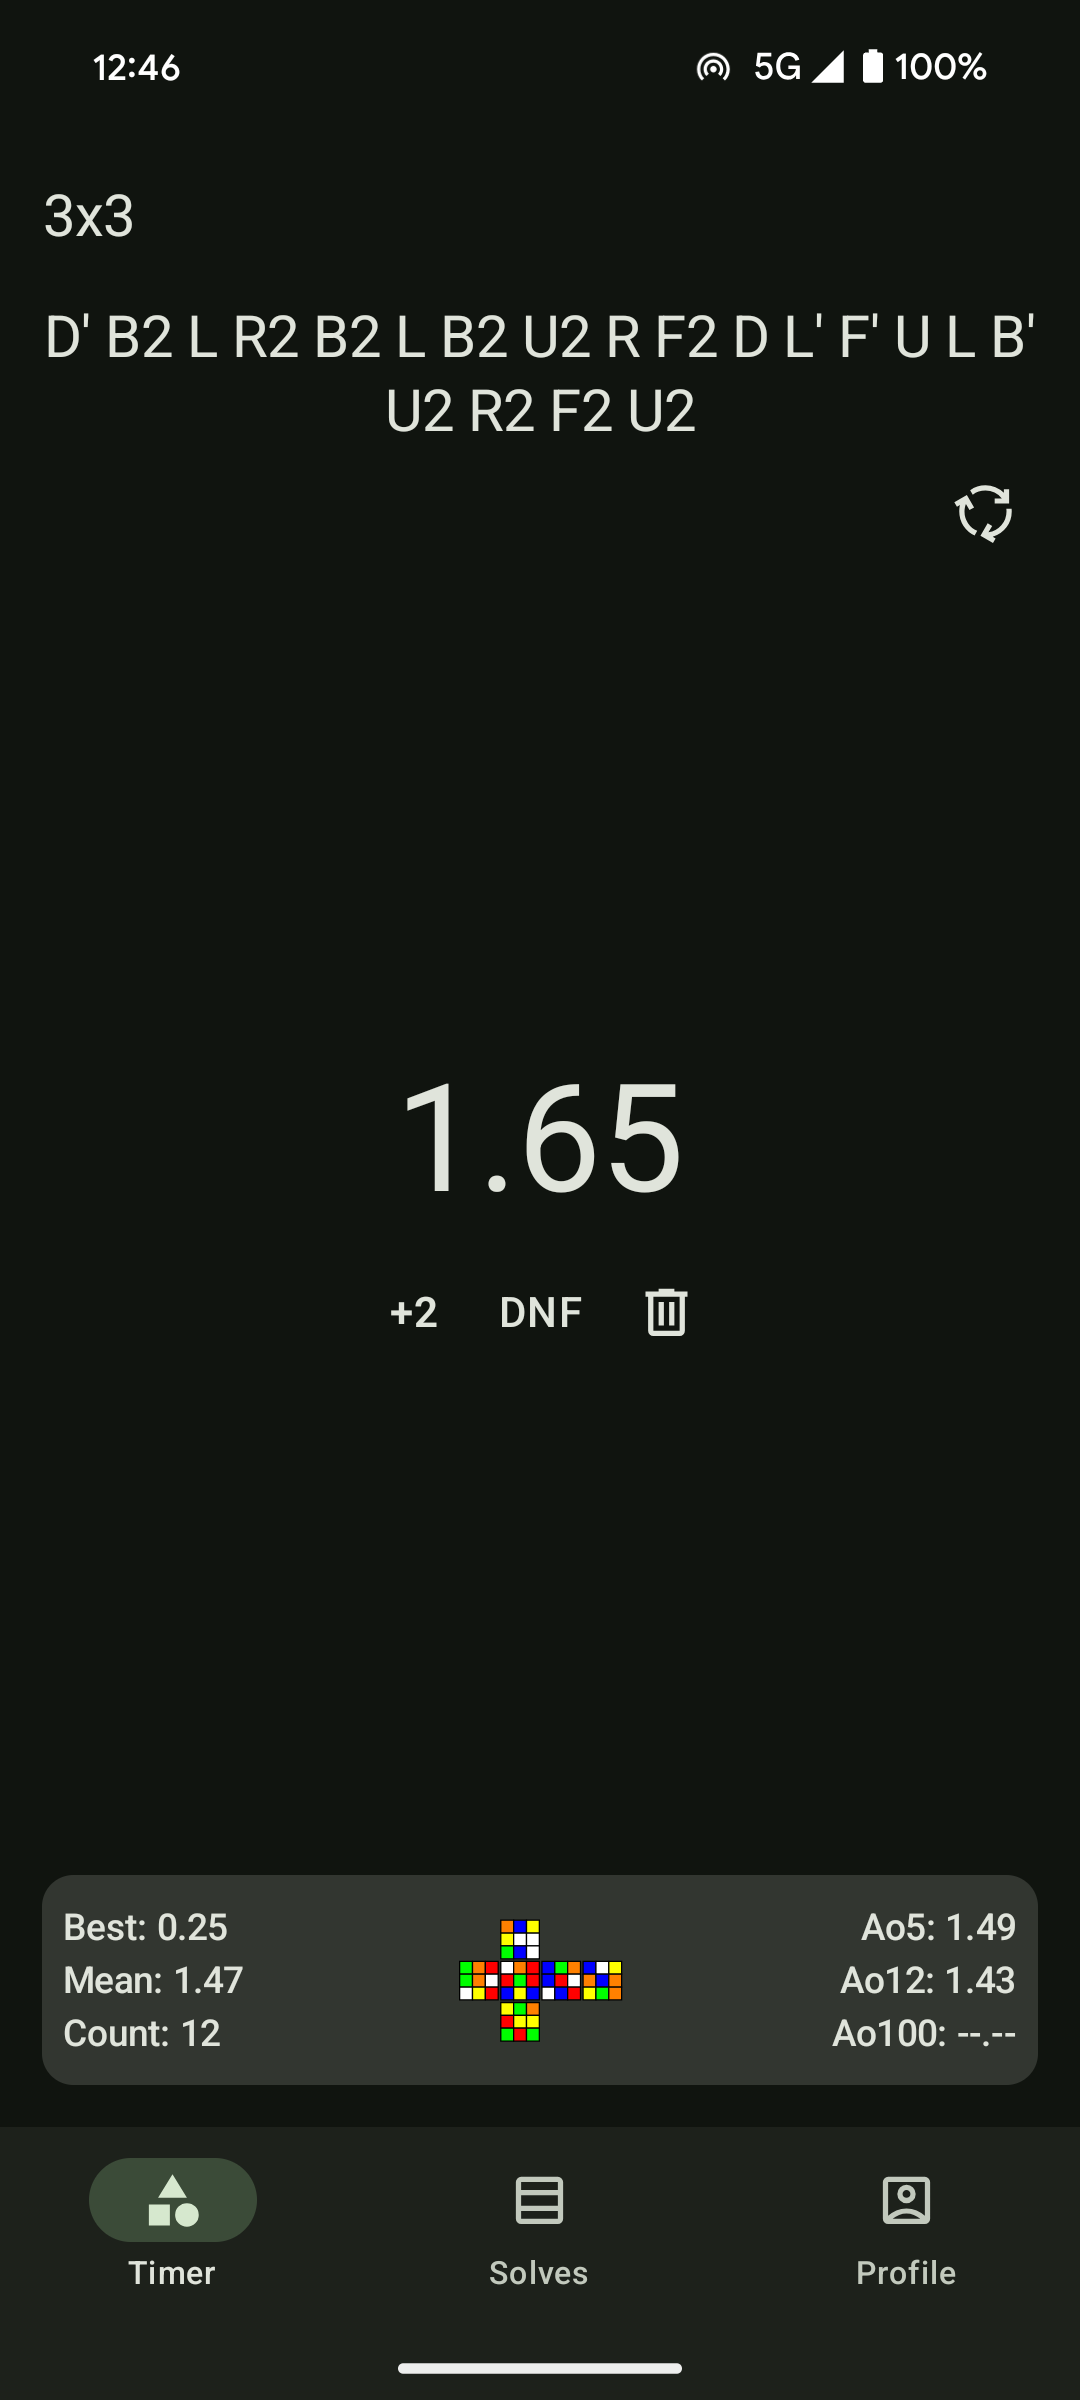 12:46
5G 100%
3x3
D' B2 L R2 B2 L B2 U2 R F2 D L' F' U L B'
U2 R2 F2 U2
1.65
+2 DNF
Best: 0.25
Mean: 1.47
Count: 12
Ao5: 1.49
Ao12: 1.43
Ao100: --.--
Timer
Solves
Profile